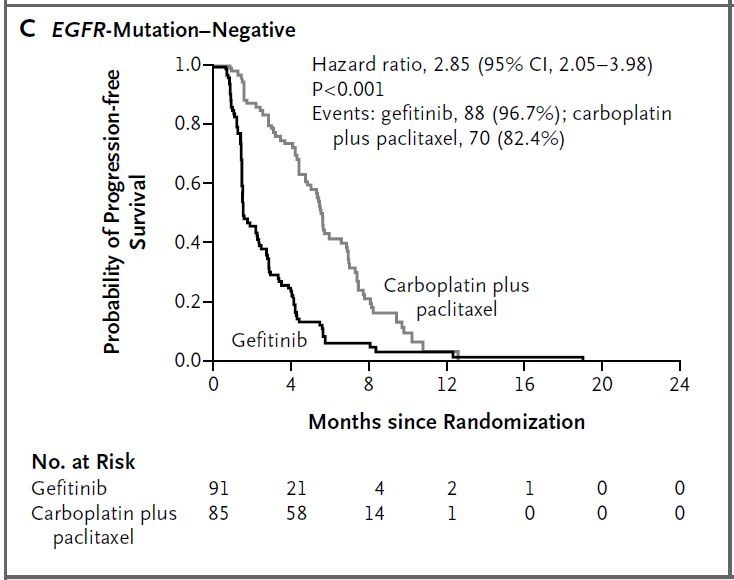 C EGFR-Mutation–Negative
Hazard ratio, 2.85 (95% CI, 2.05–3.98)
P<0.001
Events: gefitinib, 88 (96.7%); carboplatin
plus paclitaxel, 70 (82.4%)
Probability of Progression-free
Survival
1.0
0.8
0.6
0.4
0.2
0.0
Carboplatin plus
paclitaxel
Gefitinib
0 4 8 12 16 20 24
Months since Randomization
No. at Risk
Gefitinib 91 21 4 2 1 0 0
Carboplatin plus 85 58 14 1 0 0 0
paclitaxel